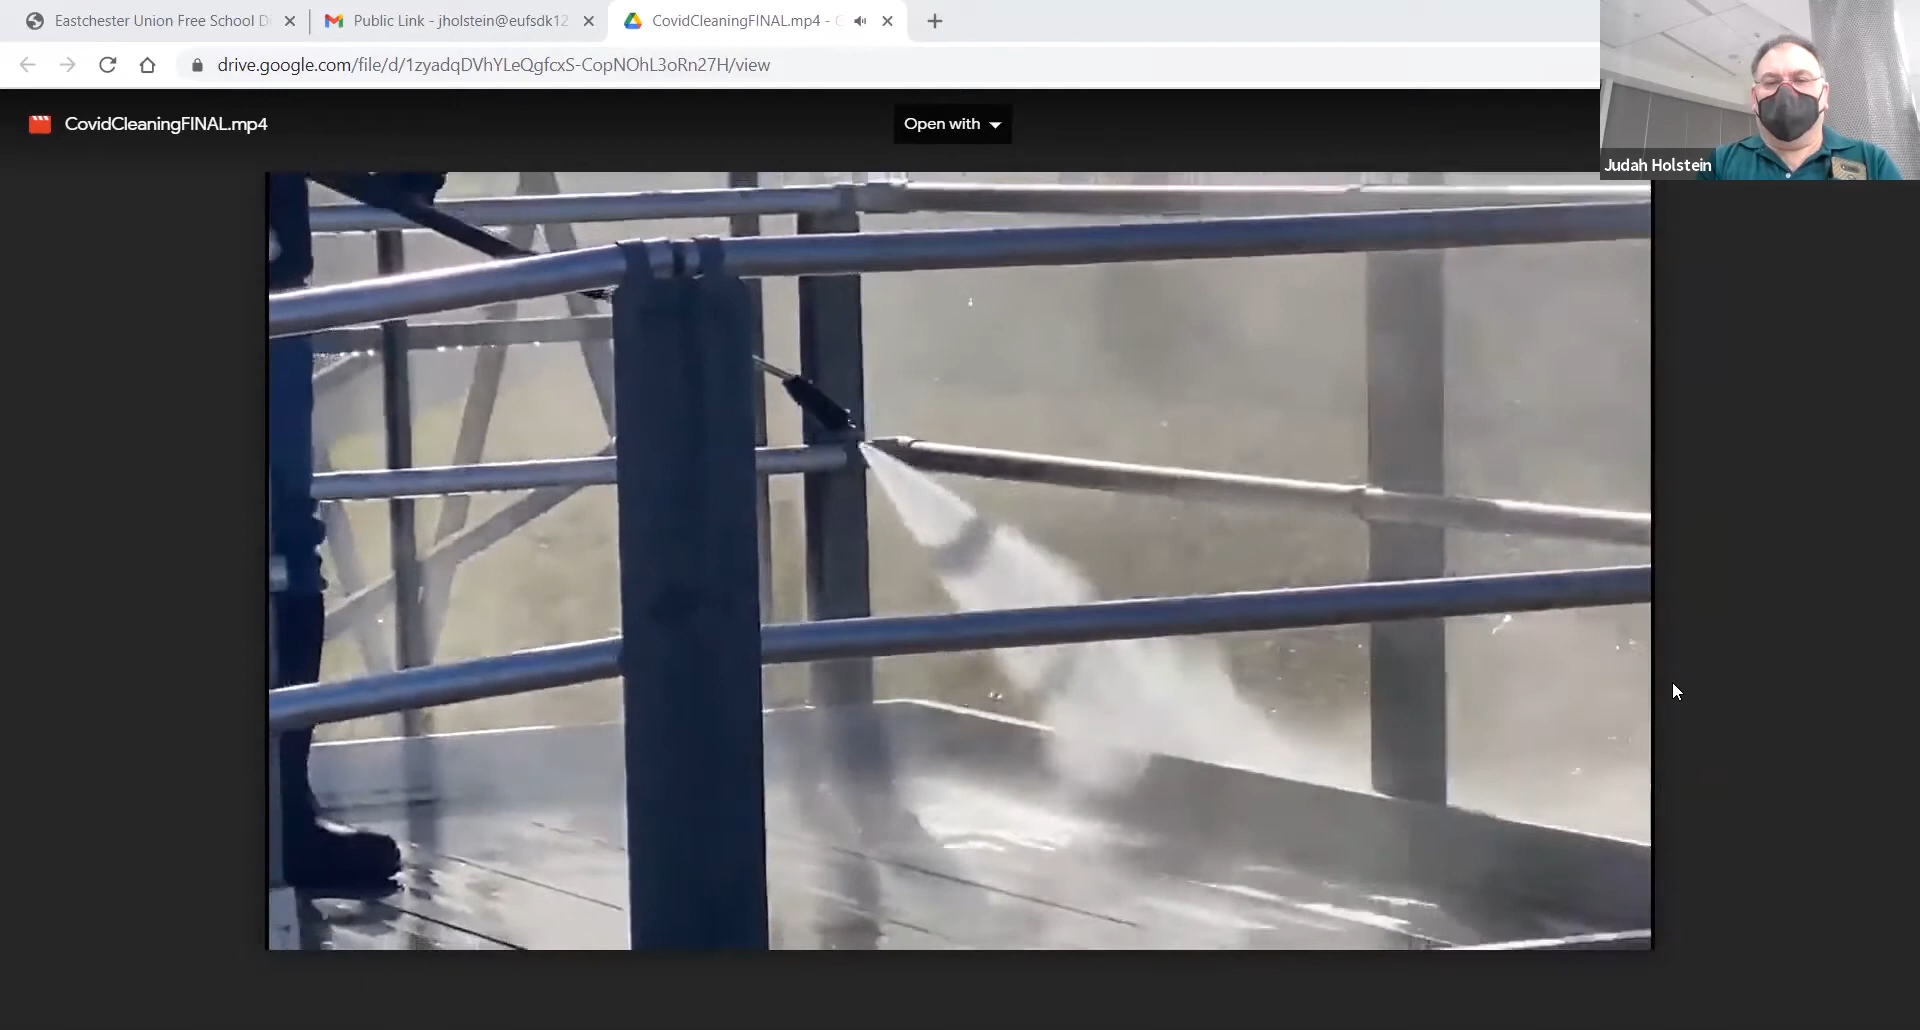 Eastchester Union Free School D
Public Link - jholstein@eufsdk12
CovidCleaningFINAL.mp4 - G
drive.google.com/file/d/1zyadqDVhYLeQgfcxS-CopNOhL3oRn27H/view
CovidCleaningFINAL.mp4
Open with
Judah Holstein